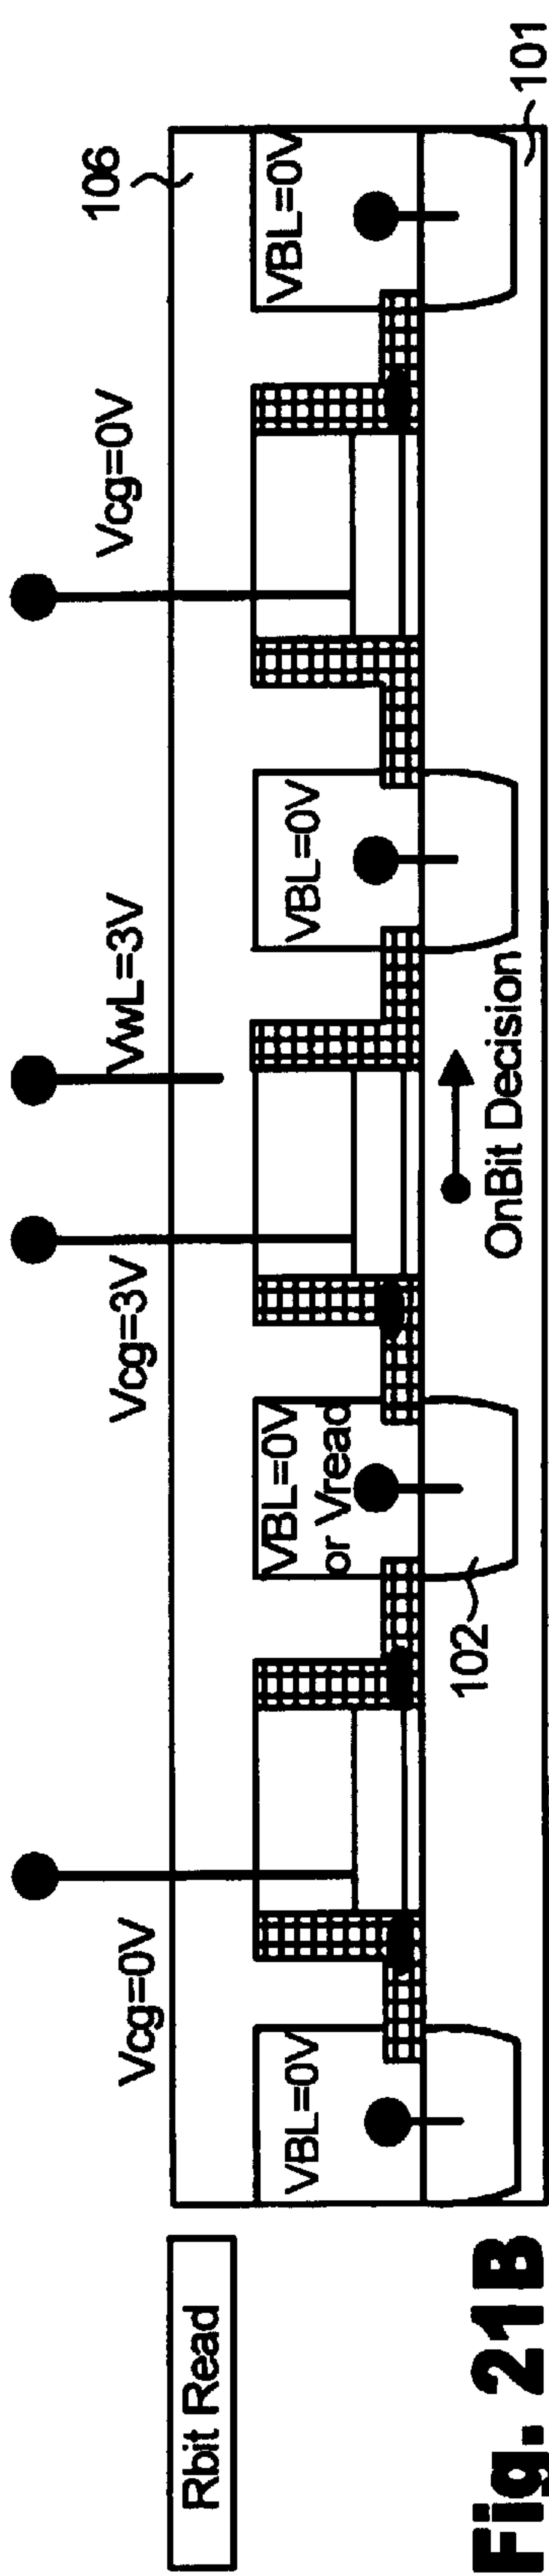 Rbit Read
Fig. 21B
Vcg=0V
Vcg=3V
VwL=3V
Vcg=0V
106
VBL=0V
VBL=0V
or Vread
VBL=0V
VBL=0V
102
OnBit Decision
101